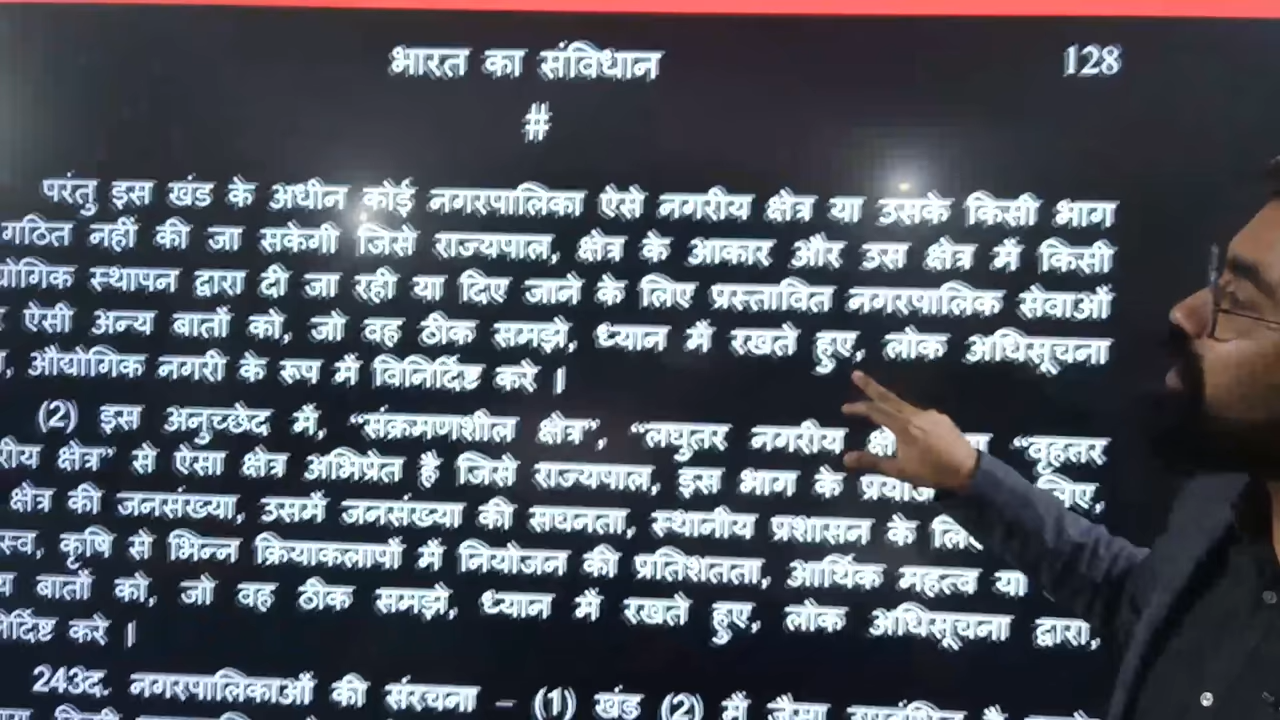 भारत का संविधान
128
#
परंतु इस खंड के अधीन कोई नगरपालिका ऐसे नगरीय क्षेत्र या उसके किसी भाग
गठित नहीं की जा सकेगी जिसे राज्यपाल, क्षेत्र के आकार और उस क्षेत्र में किसी
स्थापन द्वारा दी जा रही या दिए जाने के लिए प्रस्तावित नगरपालिक सेवाओं
ऐसी अन्य बातों को, जो वह ठीक समझे, ध्यान में रखते हुए, लोक अधिसूचना
, औद्योगिक नगरी के रूप में विनिर्दिष्ट करे ।
(2) इस अनुच्छेद में, “संक्रमणशील क्षेत्र”, “लघुतर नगरीय “वृहत्तर
क्षेत्र” से ऐसा क्षेत्र अभिप्रेत है जिसे राज्यपाल, इस भाग के
क्षेत्र की जनसंख्या, उसमें जनसंख्या की सघनता, स्थानीय प्रशासन के
कृषि से भिन्न क्रियाकलापों में नियोजन की प्रतिशतता, आर्थिक महत्व
बातों को, जो वह ठीक समझे, ध्यान में रखते हुए, लोक अधिसूचना द्वारा,
करे ।
243द. नगरपालिकाओं की संरचना – (1) खंड (2) में जैसा